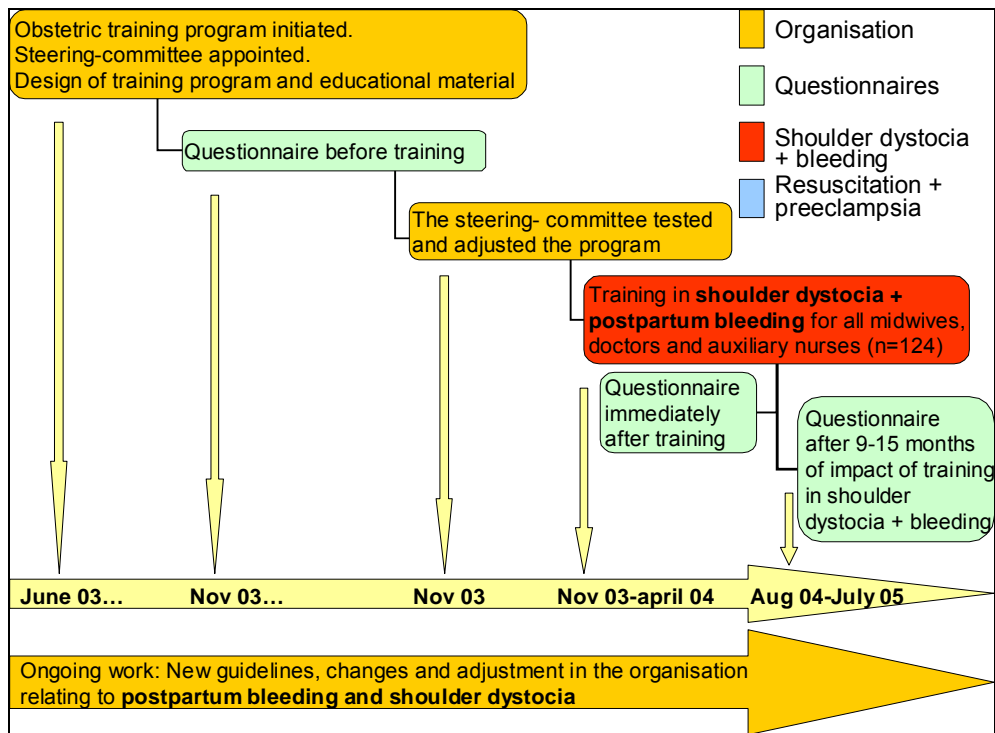 Obstetric training program initiated.
Steering-committee appointed.
Design of training program and educational material
Organisation
Questionnaires
Shoulder dystocia
+ bleeding
Resuscitation +
preeclampsia
Questionnaire before training
The steering- committee tested
and adjusted the program
Training in shoulder dystocia +
postpartum bleeding for all midwives,
doctors and auxiliary nurses (n=124)
Questionnaire
immediately
after training
Questionnaire
after 9-15 months
of impact of training
in shoulder
dystocia + bleeding
June 03... Nov 03... Nov 03 Nov 03-april 04 Aug 04-July 05
Ongoing work: New guidelines, changes and adjustment in the organisation
relating to postpartum bleeding and shoulder dystocia